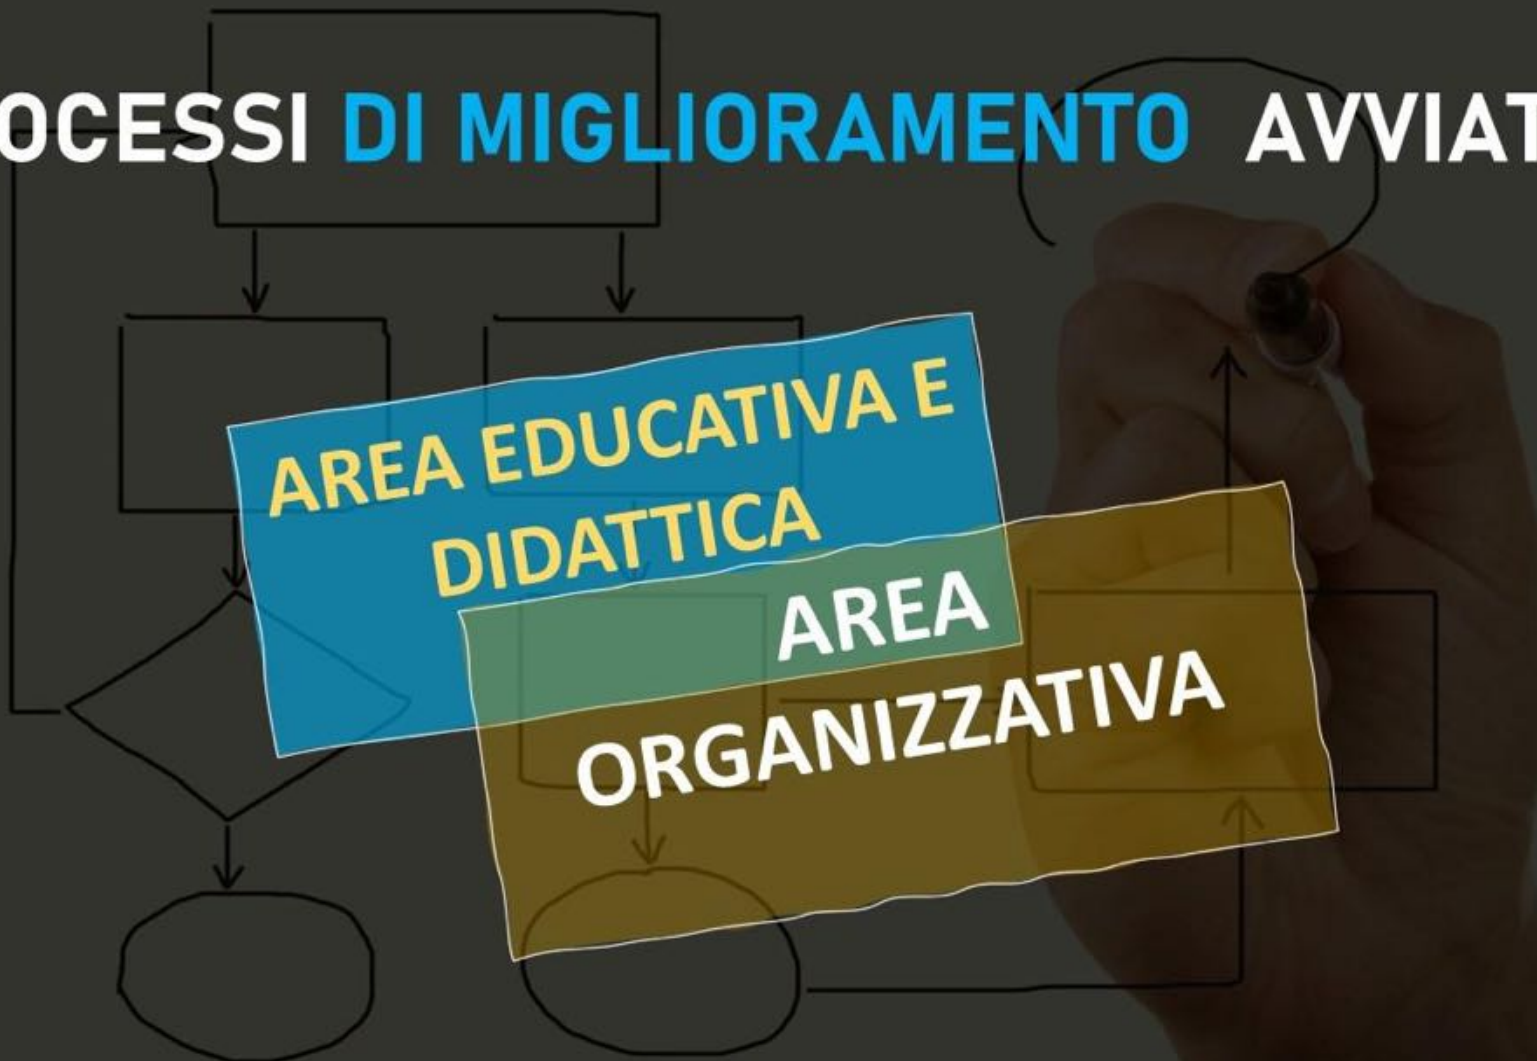 OCESSI DI MIGLIORAMENTO AVVIAT
AREA EDUCATIVA E
DIDATTICA
AREA
ORGANIZZATIVA